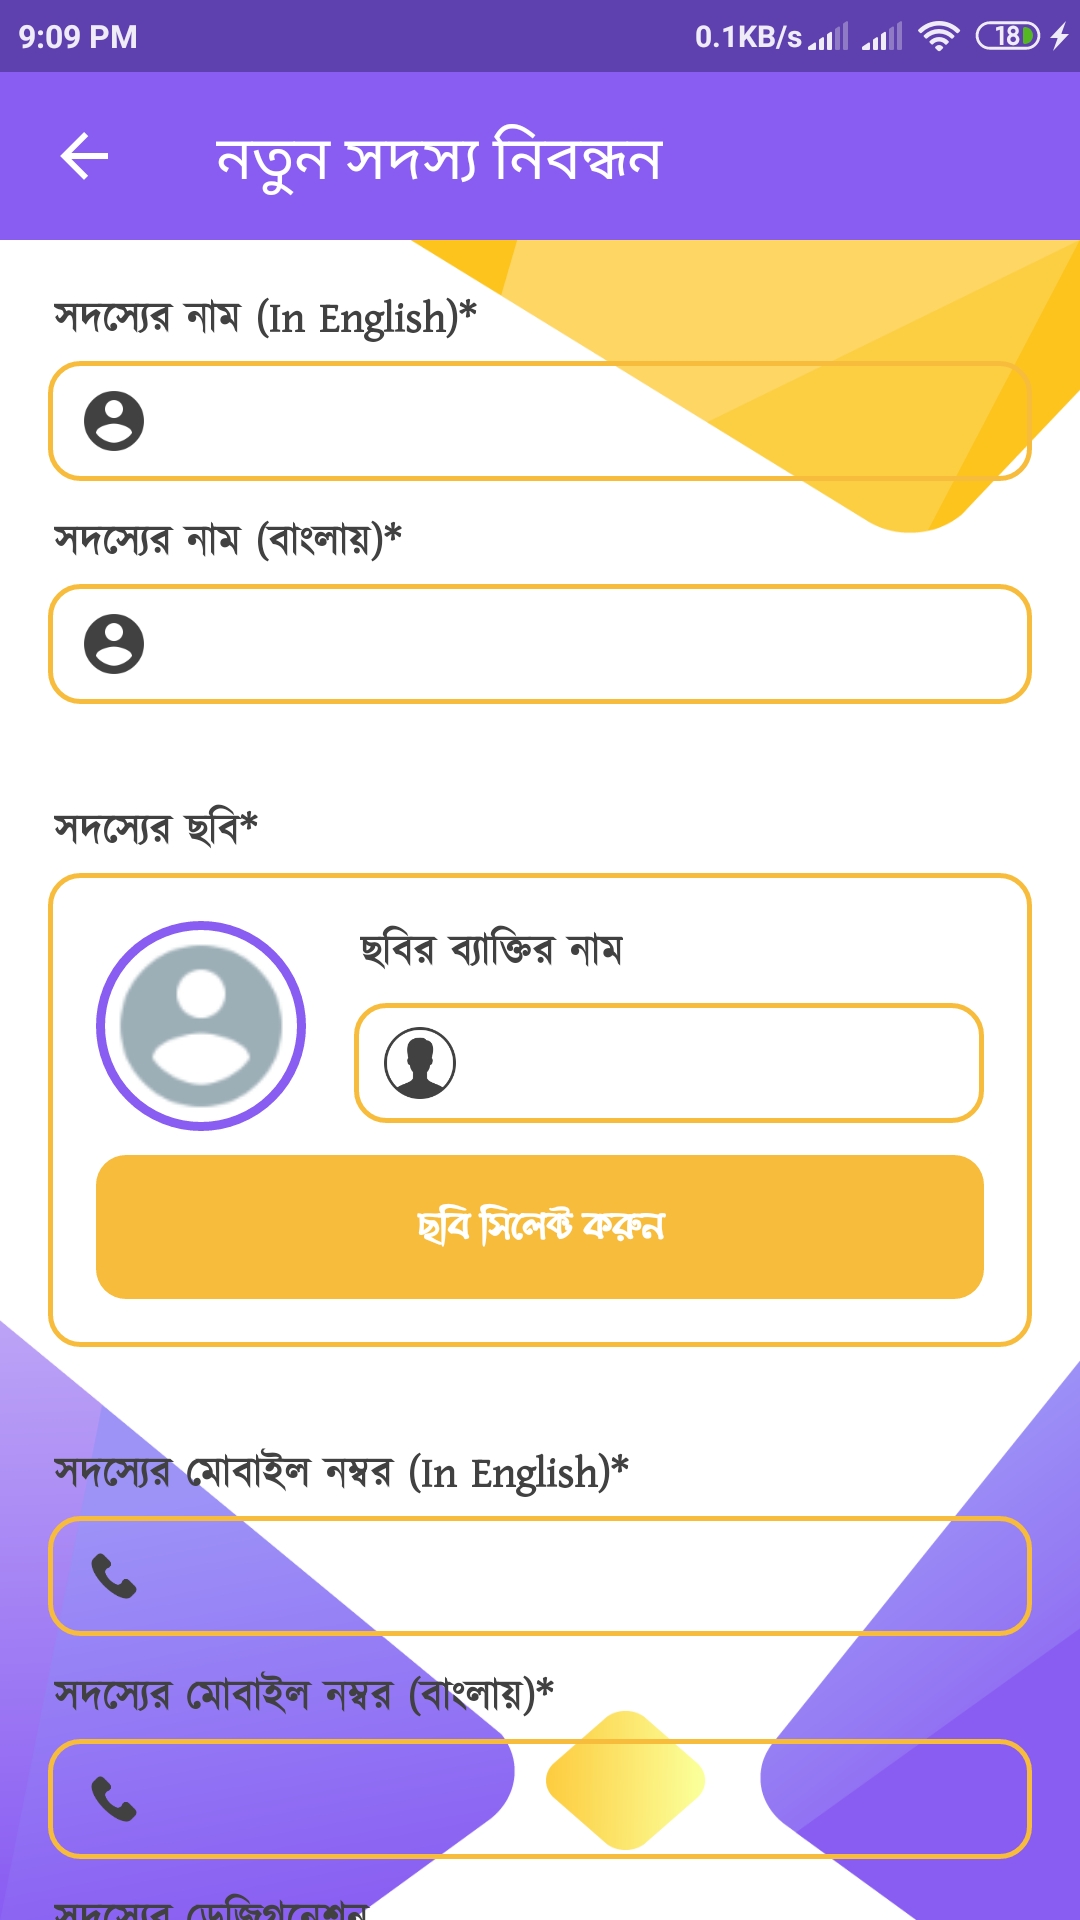 9:09 PM 0.1KB/s 18
নতুন সদস্য নিবন্ধন
সদস্যের নাম (In English)*
সদস্যের নাম (বাংলায়)*
সদস্যের ছবি*
ছবির ব্যাক্তির নাম
ছবি সিলেক্ট করুন
সদস্যের মোবাইল নম্বর (In English)*
সদস্যের মোবাইল নম্বর (বাংলায়)*
সদস্যের ডেজিগনেশন